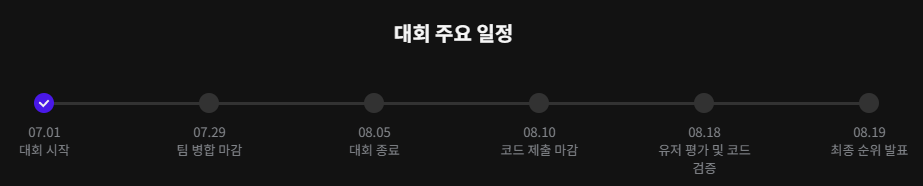 대회 주요 일정
07.01
대회 시작
07.29
팀 병합 마감
08.05
대회 종료
08.10
코드 제출 마감
08.18
유저 평가 및 코드
검증
08.19
최종 순위 발표